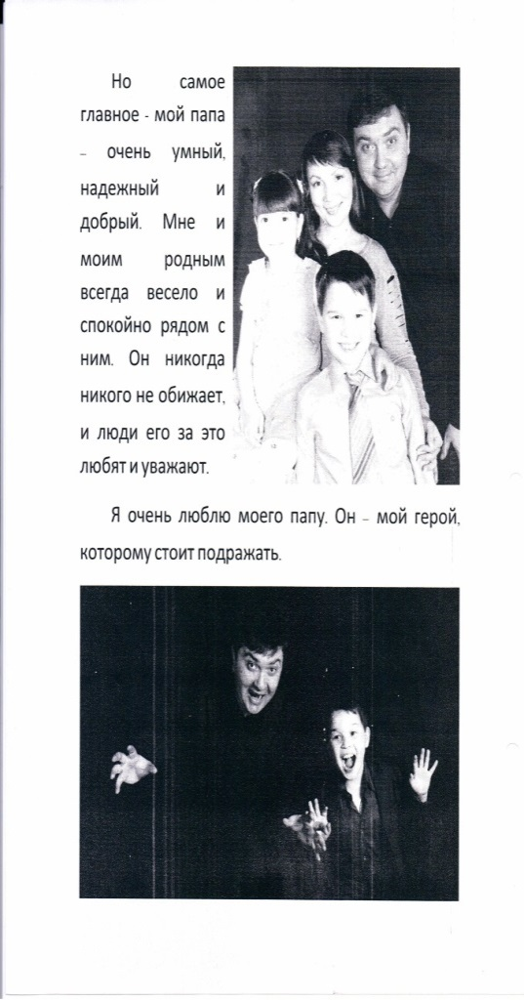 Но самое
главное - мой папа
– очень умный,
надежный и
добрый. Мне и
моим родным
всегда весело и
спокойно рядом с
ним. Он никогда
никого не обижает,
и люди его за это
любят и уважают.
Я очень люблю моего папу. Он – мой герой,
которому стоит подражать.